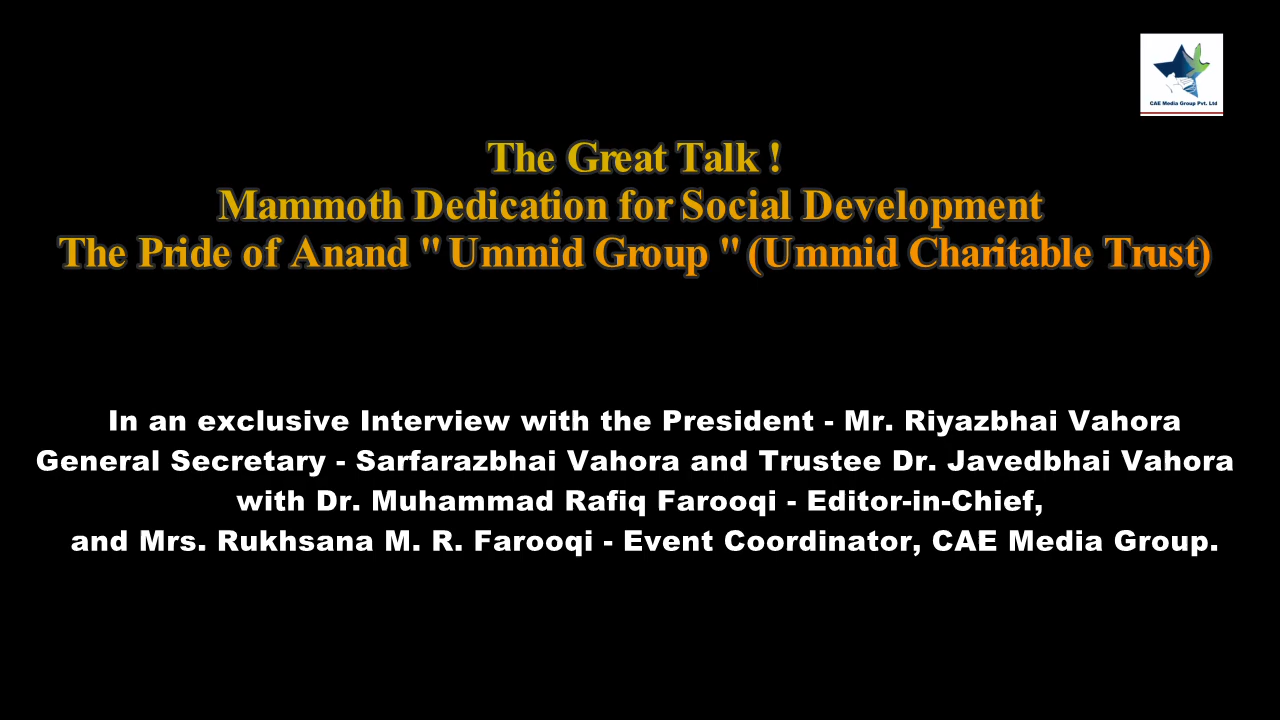 CAE Media Group Pvt. Ltd
The Great Talk !
Mammoth Dedication for Social Development
The Pride of Anand " Ummid Group " (Ummid Charitable Trust)
In an exclusive Interview with the President - Mr. Riyazbhai Vahora
General Secretary - Sarfarazbhai Vahora and Trustee Dr. Javedbhai Vahora
with Dr. Muhammad Rafiq Farooqi - Editor-in-Chief,
and Mrs. Rukhsana M. R. Farooqi - Event Coordinator, CAE Media Group.